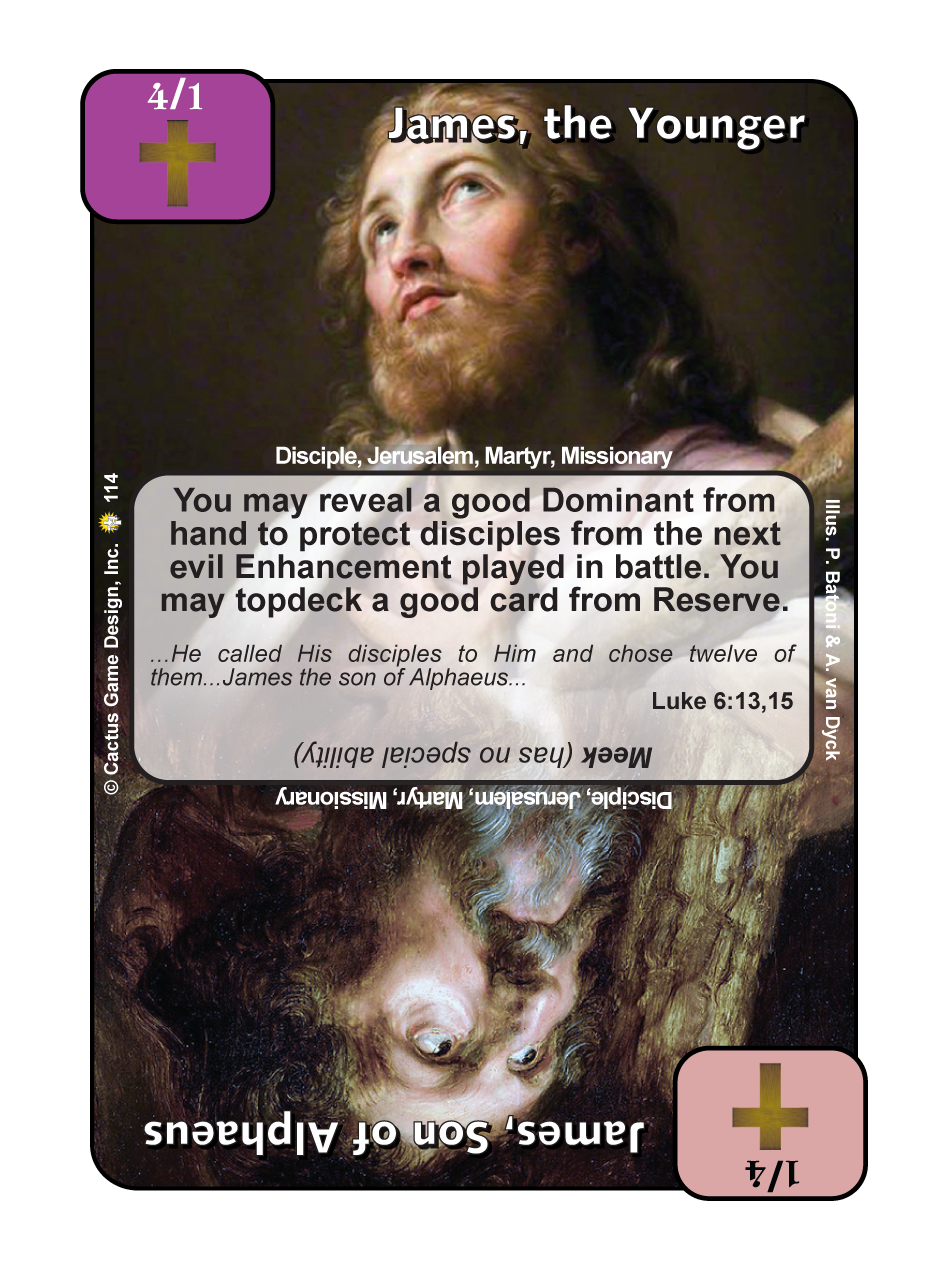 4/1
James, the Younger
Disciple, Jerusalem, Martyr, Missionary
You may reveal a good Dominant from
hand to protect disciples from the next
evil Enhancement played in battle. You
may topdeck a good card from Reserve.
...He called His disciples to Him and chose twelve of
them...James the son of Alphaeus...
Luke 6:13,15
Meek (has no special ability)
Disciple, Jerusalem, Martyr, Missionary
James, Son of Alphaeus
1/4
© Cactus Game Design, Inc. 114
Illus. P. Batoni & A. van Dyck